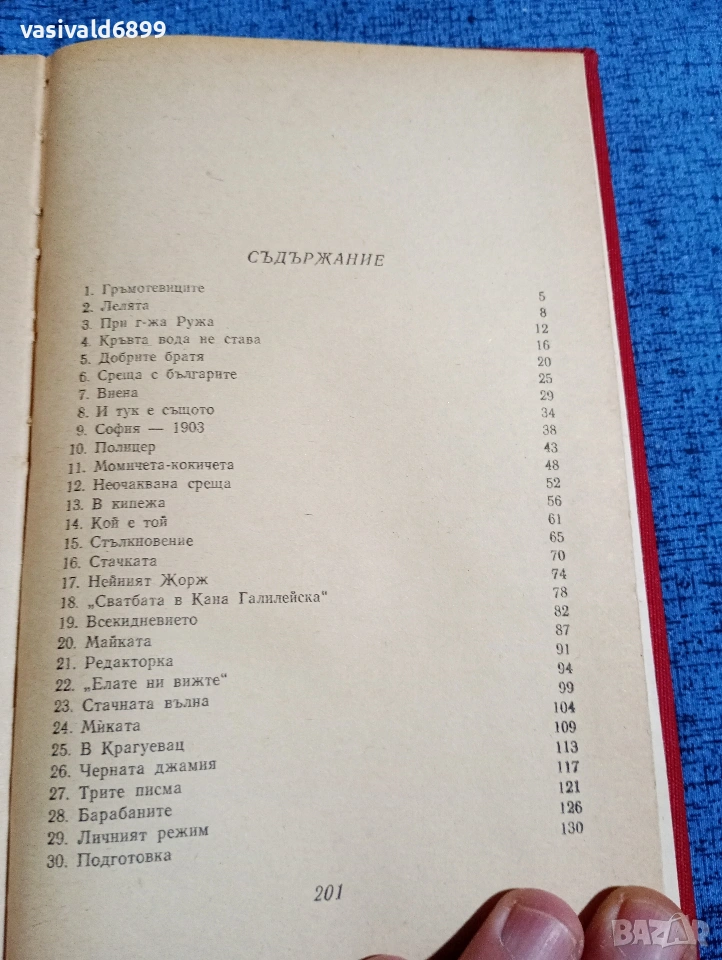 vasivald6899
СЪДЪРЖАНИЕ
1. Гръмотевиците 5
2. Лелята 8
3. При г-жа Ружа 12
4. Кръвта вода не става 16
5. Добрите братя 20
6. Среща с българите 25
7. Виена 29
8. И тук е същото 34
9. София — 1903 38
10. Полицер 43
11. Момичета-кокичета 48
12. Неочаквана среща 52
13. В кипежа 56
14. Кой е той 61
15. Стълкновение 65
16. Стачката 70
17. Нейният Жорж 74
18. „Сватбата в Кана Галилейска“ 78
19. Всекидневието 82
20. Майката 87
21. Редакторка 91
22. „Елате ни вижте“ 94
23. Стачната вълна 99
24. Мѝката 104
25. В Крагуевац 109
26. Черната джамия 113
27. Трите писма 117
28. Барабаните 121
29. Личният режим 126
30. Подготовка 130
201
BAZAR